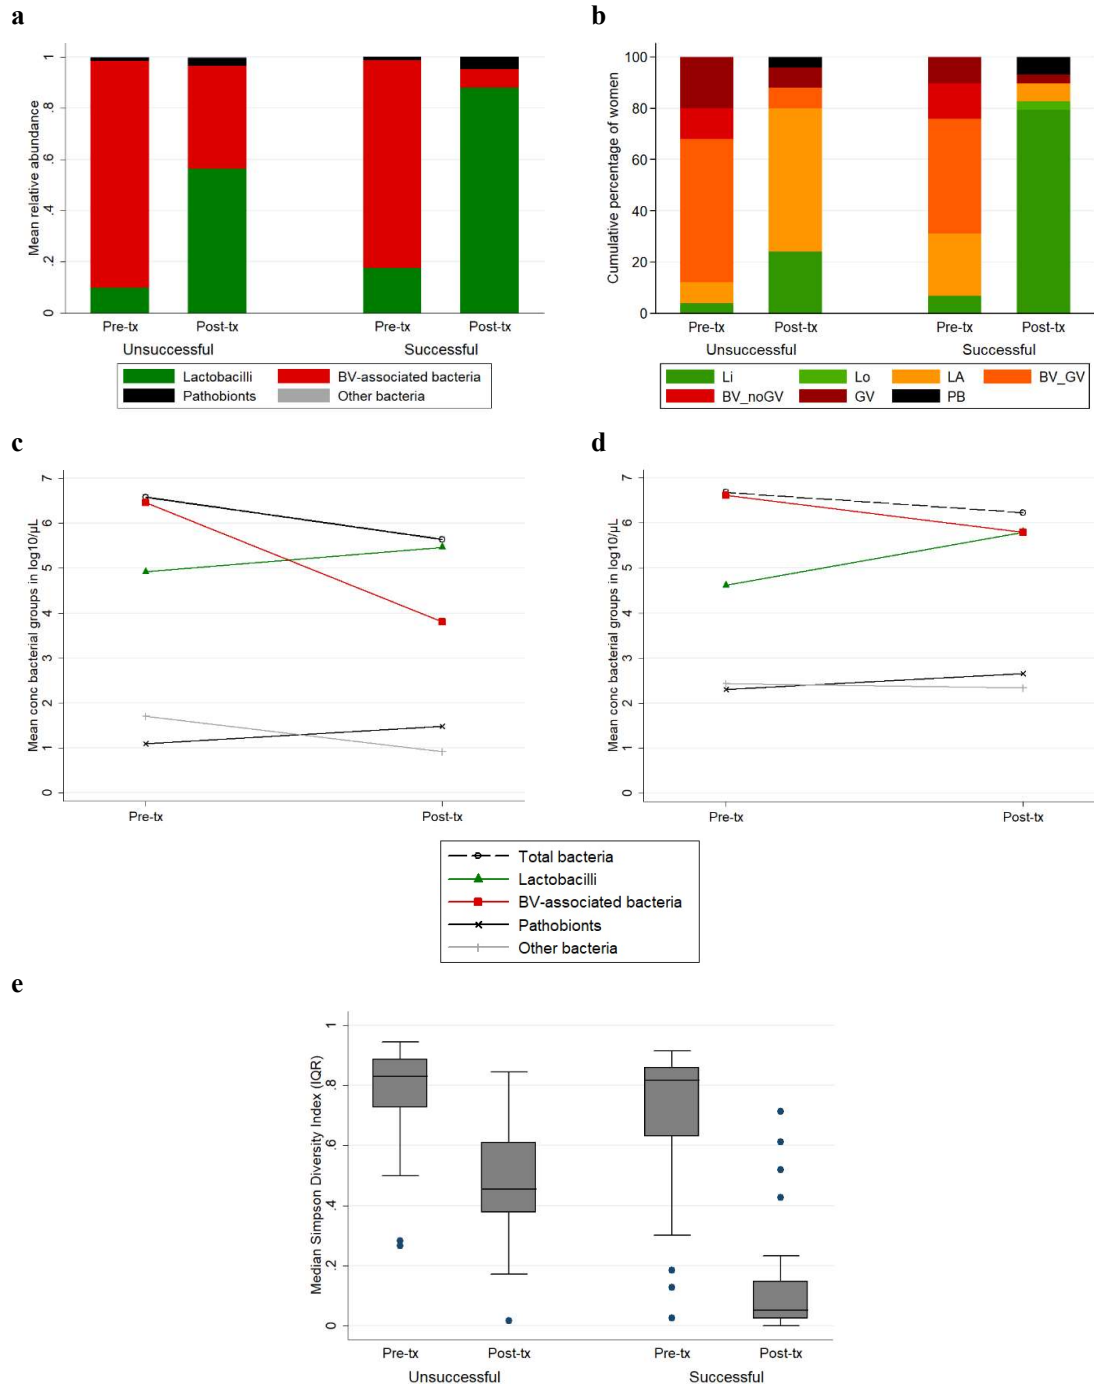 a
Mean relative abundance
1
.8
.6
.4
.2
0
Pre-tx Post-tx Pre-tx Post-tx
Unsuccessful Successful
Lactobacilli BV-associated bacteria
Pathobionts Other bacteria
b
Cumulative percentage of women
100
80
60
40
20
0
Pre-tx Post-tx Pre-tx Post-tx
Unsuccessful Successful
Li Lo LA BV_GV
BV_noGV GV PB
c
Mean conc bacterial groups in log10/µL
7
6
5
4
3
2
1
0
Pre-tx Post-tx
d
Mean conc bacterial groups in log10/µL
7
6
5
4
3
2
1
0
Pre-tx Post-tx
Total bacteria
Lactobacilli
BV-associated bacteria
Pathobionts
Other bacteria
e
Median Simpson Diversity Index (IQR)
1
.8
.6
.4
.2
0
Pre-tx Post-tx Pre-tx Post-tx
Unsuccessful Successful